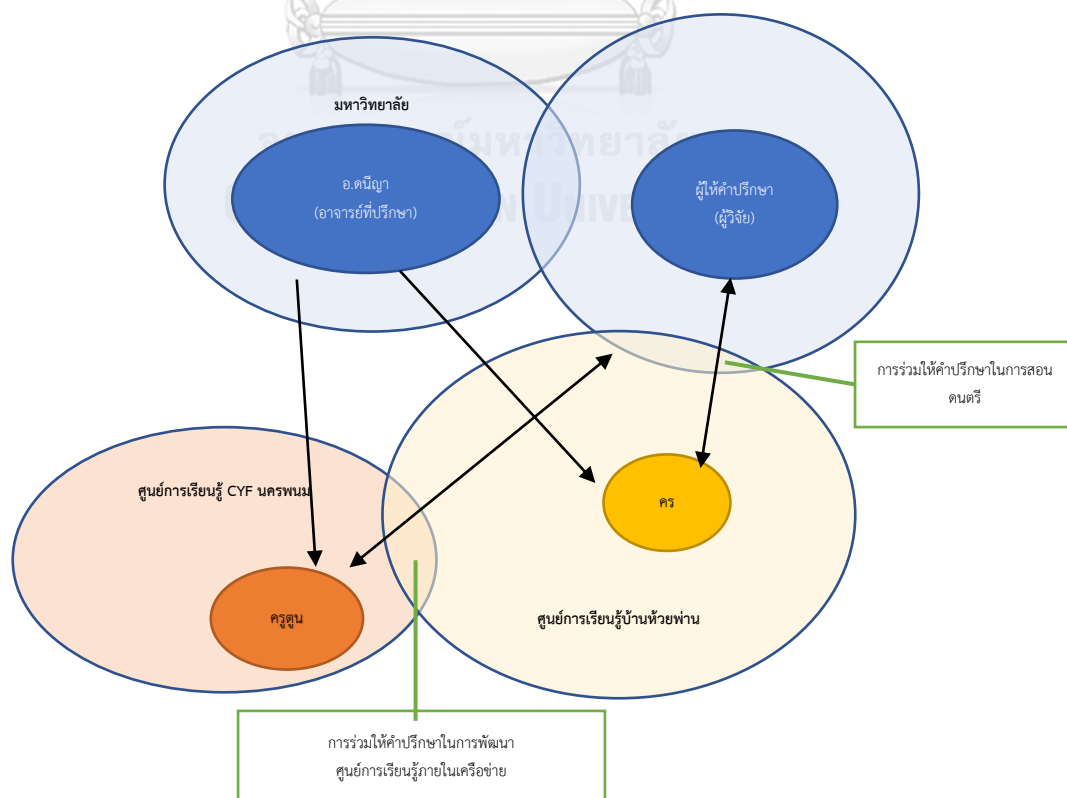 มหาวิทยาลัย
อ.ดนีญา
(อาจารย์ที่ปรึกษา)
ผู้ให้คำปรึกษา
(ผู้วิจัย)
การร่วมให้คำปรึกษาในการสอน
ดนตรี
ศูนย์การเรียนรู้ CYF นครพนม
คร
ครูตูน
ศูนย์การเรียนรู้บ้านห้วยพ่าน
การร่วมให้คำปรึกษาในการพัฒนา
ศูนย์การเรียนรู้ภายในเครือข่าย